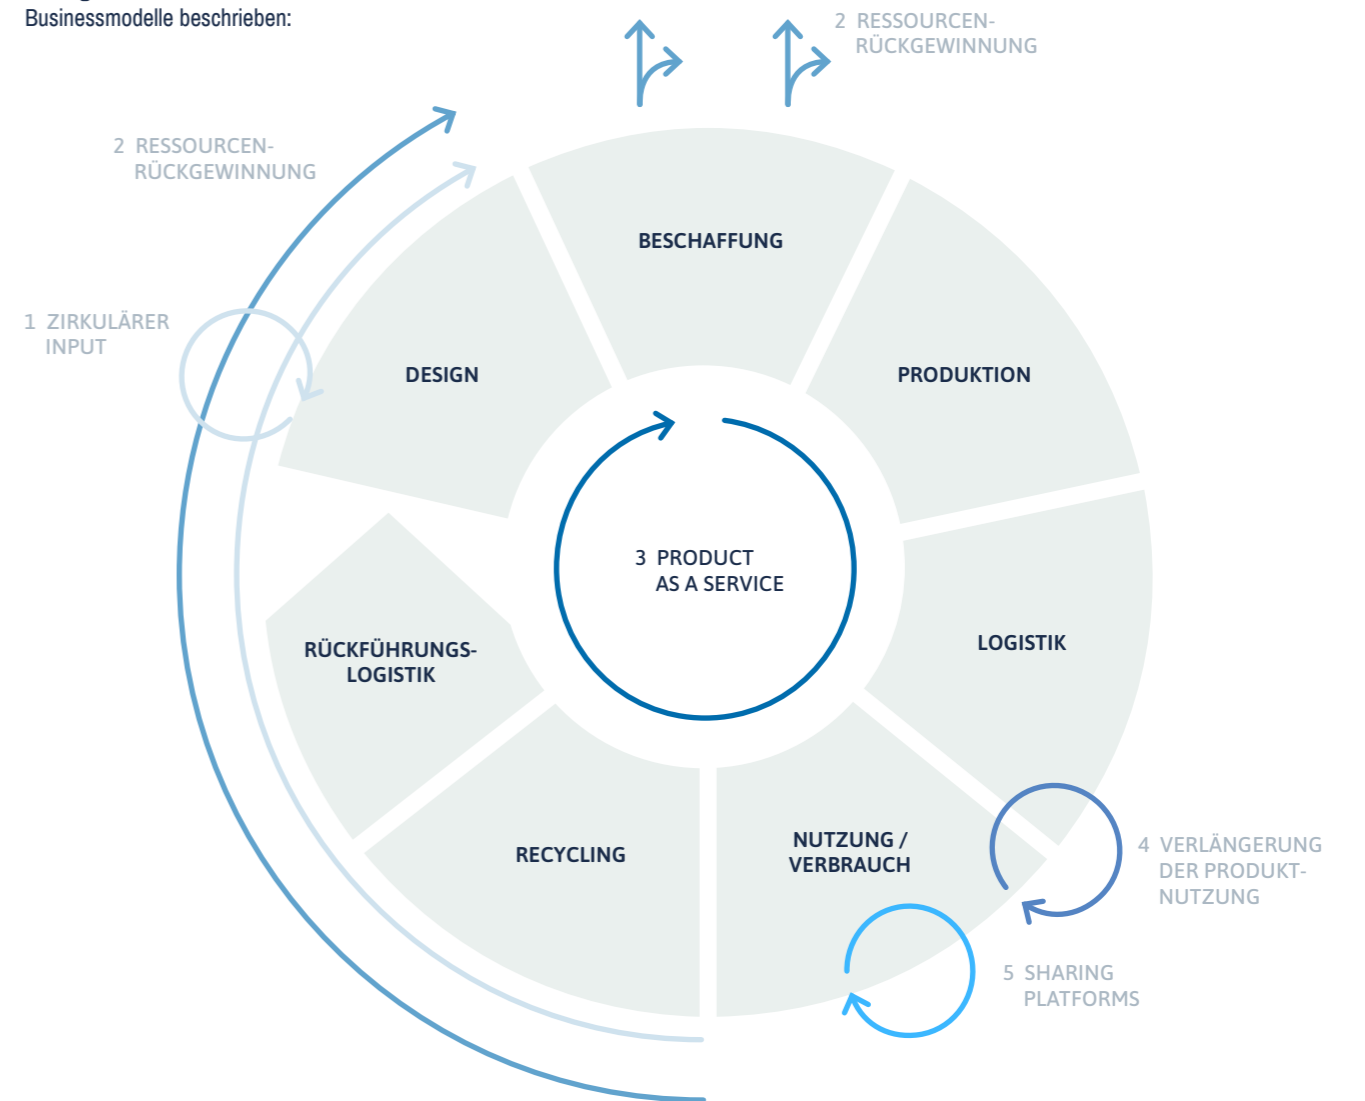 Businessmodelle beschrieben:
2 RESSOURCEN-
RÜCKGEWINNUNG
2 RESSOURCEN-
RÜCKGEWINNUNG
BESCHAFFUNG
1 ZIRKULÄRER
INPUT
DESIGN
PRODUKTION
3 PRODUCT
AS A SERVICE
RÜCKFÜHRUNGS-
LOGISTIK
LOGISTIK
RECYCLING
NUTZUNG /
VERBRAUCH
4 VERLÄNGERUNG
DER PRODUKT-
NUTZUNG
5 SHARING
PLATFORMS